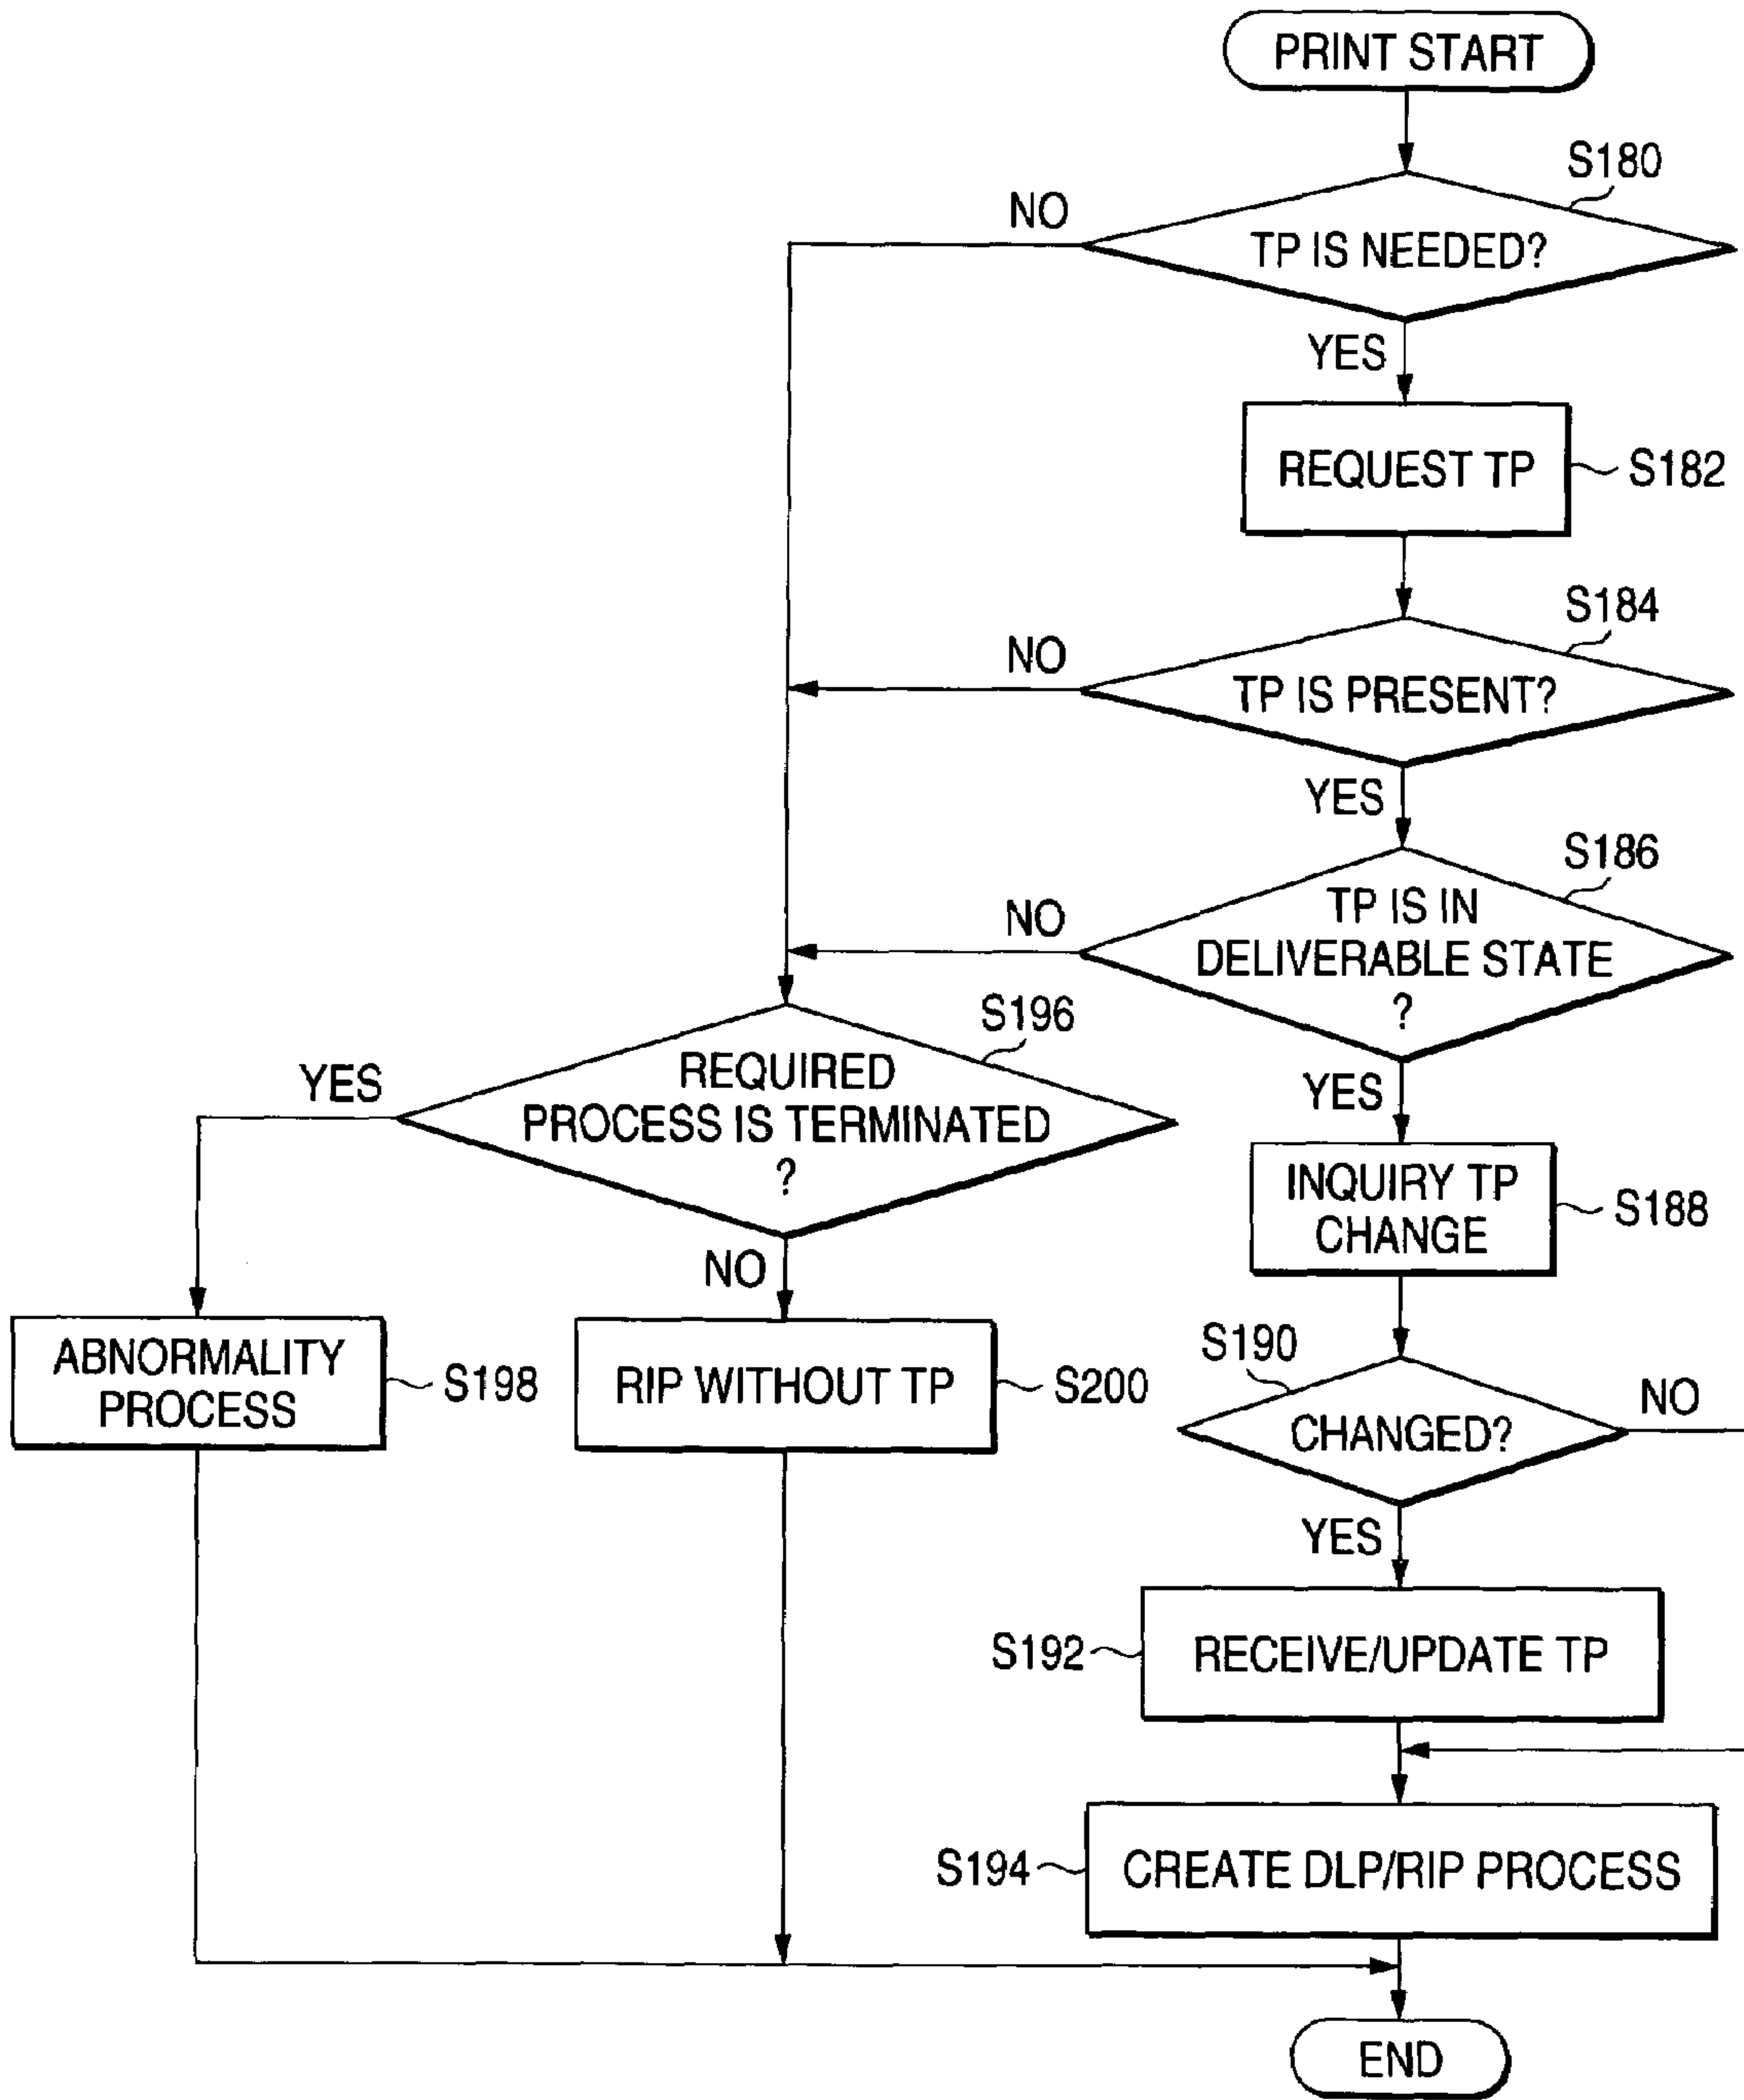 PRINT START
S180
NO
TP IS NEEDED?
YES
REQUEST TP
S182
S184
NO
TP IS PRESENT?
YES
S186
NO
TP IS IN
DELIVERABLE STATE
?
S196
YES
REQUIRED
PROCESS IS TERMINATED
?
YES
INQUIRY TP
CHANGE
S188
NO
ABNORMALITY
PROCESS
S198
RIP WITHOUT TP
S200
S190
NO
CHANGED?
YES
S192
RECEIVE/UPDATE TP
S194
CREATE DLP/RIP PROCESS
END